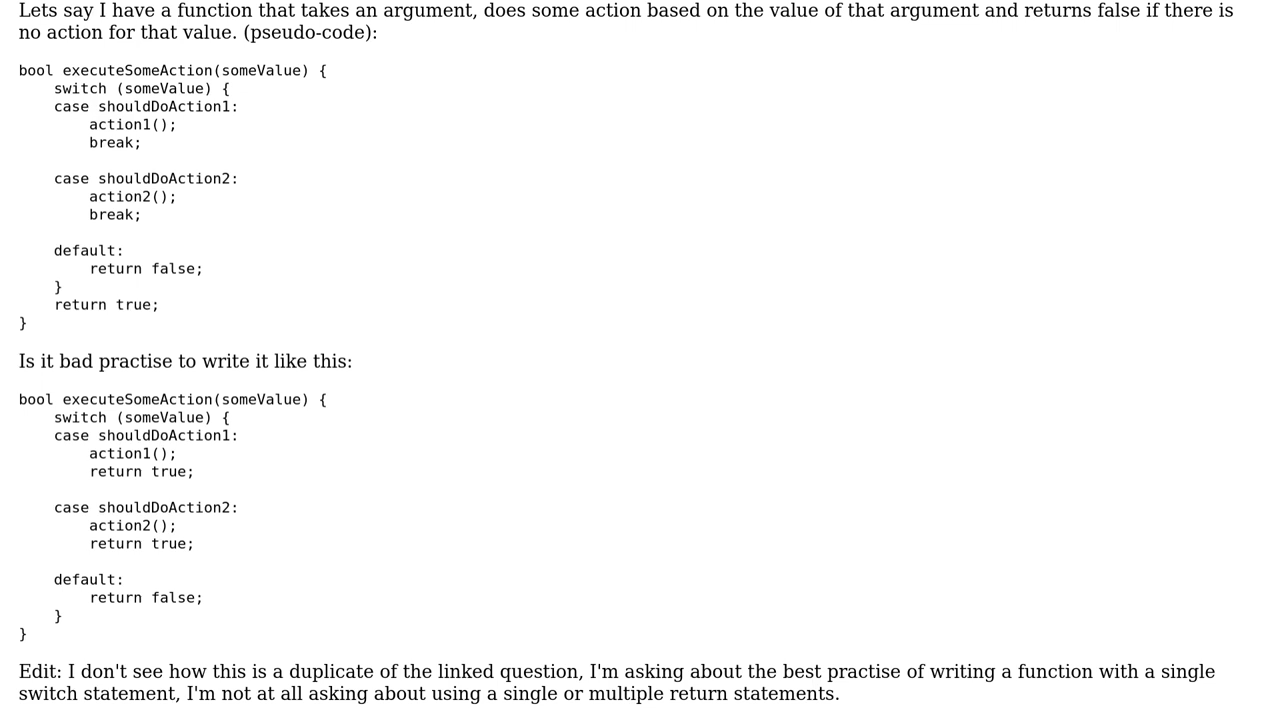 Lets say I have a function that takes an argument, does some action based on the value of that argument and returns false if there is
no action for that value. (pseudo-code):
bool executeSomeAction(someValue) {
    switch (someValue) {
    case shouldDoAction1:
        action1();
        break;

    case shouldDoAction2:
        action2();
        break;

    default:
        return false;
    }
    return true;
}
Is it bad practise to write it like this:
bool executeSomeAction(someValue) {
    switch (someValue) {
    case shouldDoAction1:
        action1();
        return true;

    case shouldDoAction2:
        action2();
        return true;

    default:
        return false;
    }
}
Edit: I don't see how this is a duplicate of the linked question, I'm asking about the best practise of writing a function with a single
switch statement, I'm not at all asking about using a single or multiple return statements.